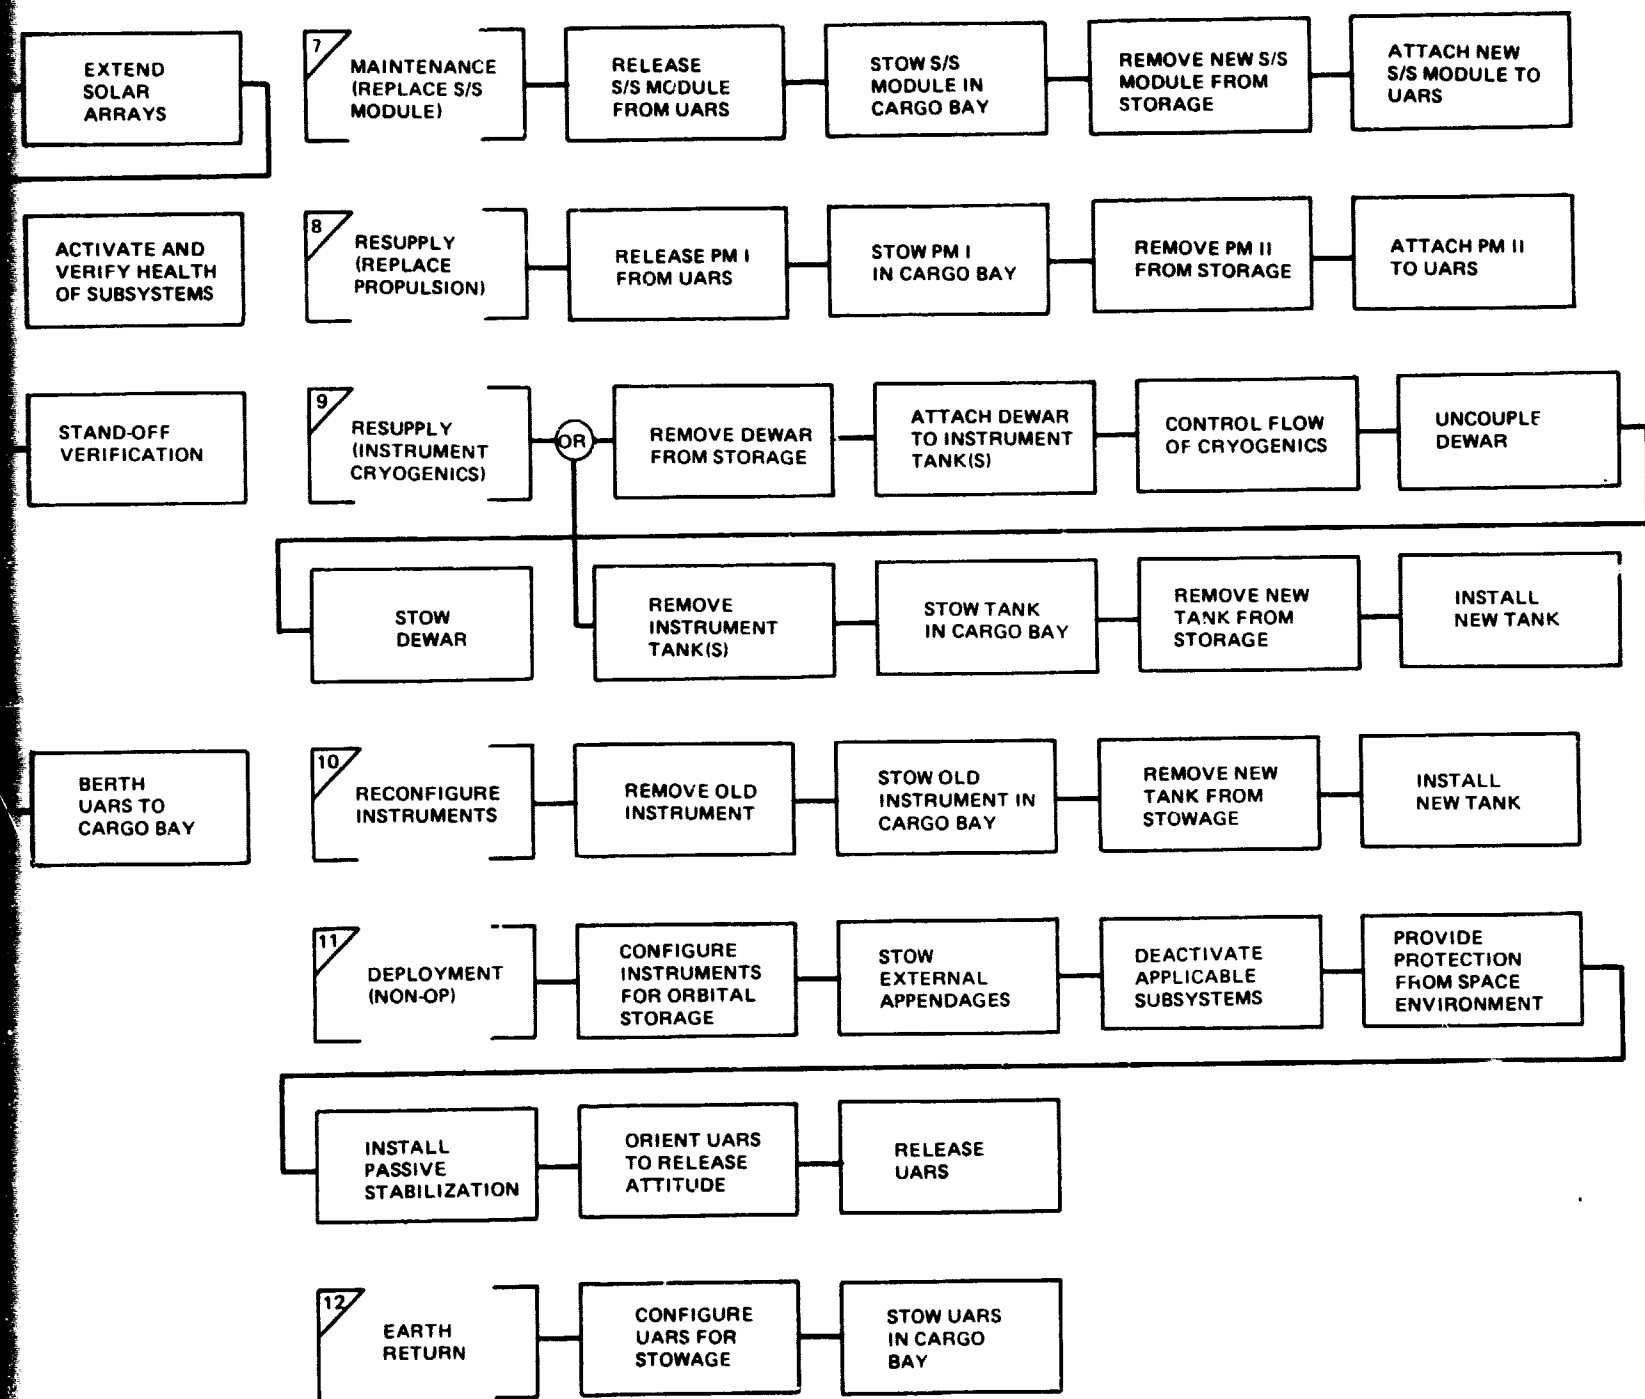 EXTEND
SOLAR
ARRAYS
7
MAINTENANCE
(REPLACE S/S
MODULE)
RELEASE
S/S MODULE
FROM UARS
STOW S/S
MODULE IN
CARGO BAY
REMOVE NEW S/S
MODULE FROM
STORAGE
ATTACH NEW
S/S MODULE TO
UARS
ACTIVATE AND
VERIFY HEALTH
OF SUBSYSTEMS
8
RESUPPLY
(REPLACE
PROPULSION)
RELEASE PM I
FROM UARS
STOW PM I
IN CARGO BAY
REMOVE PM II
FROM STORAGE
ATTACH PM II
TO UARS
STAND-OFF
VERIFICATION
9
RESUPPLY
(INSTRUMENT
CRYOGENICS)
OR
REMOVE DEWAR
FROM STORAGE
ATTACH DEWAR
TO INSTRUMENT
TANK(S)
CONTROL FLOW
OF CRYOGENICS
UNCOUPLE
DEWAR
STOW
DEWAR
REMOVE
INSTRUMENT
TANK(S)
STOW TANK
IN CARGO BAY
REMOVE NEW
TANK FROM
STORAGE
INSTALL
NEW TANK
BERTH
UARS TO
CARGO BAY
10
RECONFIGURE
INSTRUMENTS
REMOVE OLD
INSTRUMENT
STOW OLD
INSTRUMENT IN
CARGO BAY
REMOVE NEW
TANK FROM
STOWAGE
INSTALL
NEW TANK
11
DEPLOYMENT
(NON-OP)
CONFIGURE
INSTRUMENTS
FOR ORBITAL
STORAGE
STOW
EXTERNAL
APPENDAGES
DEACTIVATE
APPLICABLE
SUBSYSTEMS
PROVIDE
PROTECTION
FROM SPACE
ENVIRONMENT
INSTALL
PASSIVE
STABILIZATION
ORIENT UARS
TO RELEASE
ATTITUDE
RELEASE
UARS
12
EARTH
RETURN
CONFIGURE
UARS FOR
STOWAGE
STOW UARS
IN CARGO
BAY